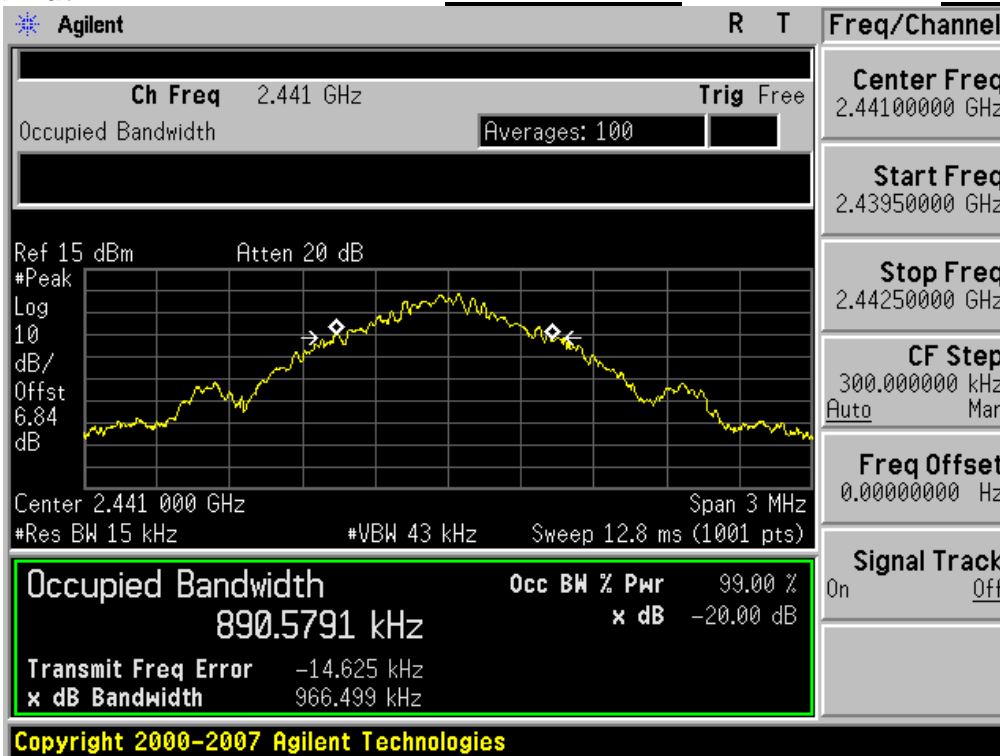 Agilent R T Freq/Channel
Ch Freq 2.441 GHz Trig Free
Occupied Bandwidth Averages: 100
Center Freq
2.44100000 GHz
Start Freq
2.43950000 GHz
Stop Freq
2.44250000 GHz
CF Step
300.000000 kHz
Auto Man
Freq Offset
0.00000000 Hz
Signal Track
On Off
Ref 15 dBm Atten 20 dB
#Peak
Log
10
dB/
Offst
6.84
dB
Center 2.441 000 GHz Span 3 MHz
#Res BW 15 kHz #VBW 43 kHz Sweep 12.8 ms (1001 pts)
Occupied Bandwidth Occ BW % Pwr 99.00 %
890.5791 kHz x dB -20.00 dB
Transmit Freq Error -14.625 kHz
x dB Bandwidth 966.499 kHz
Copyright 2000-2007 Agilent Technologies